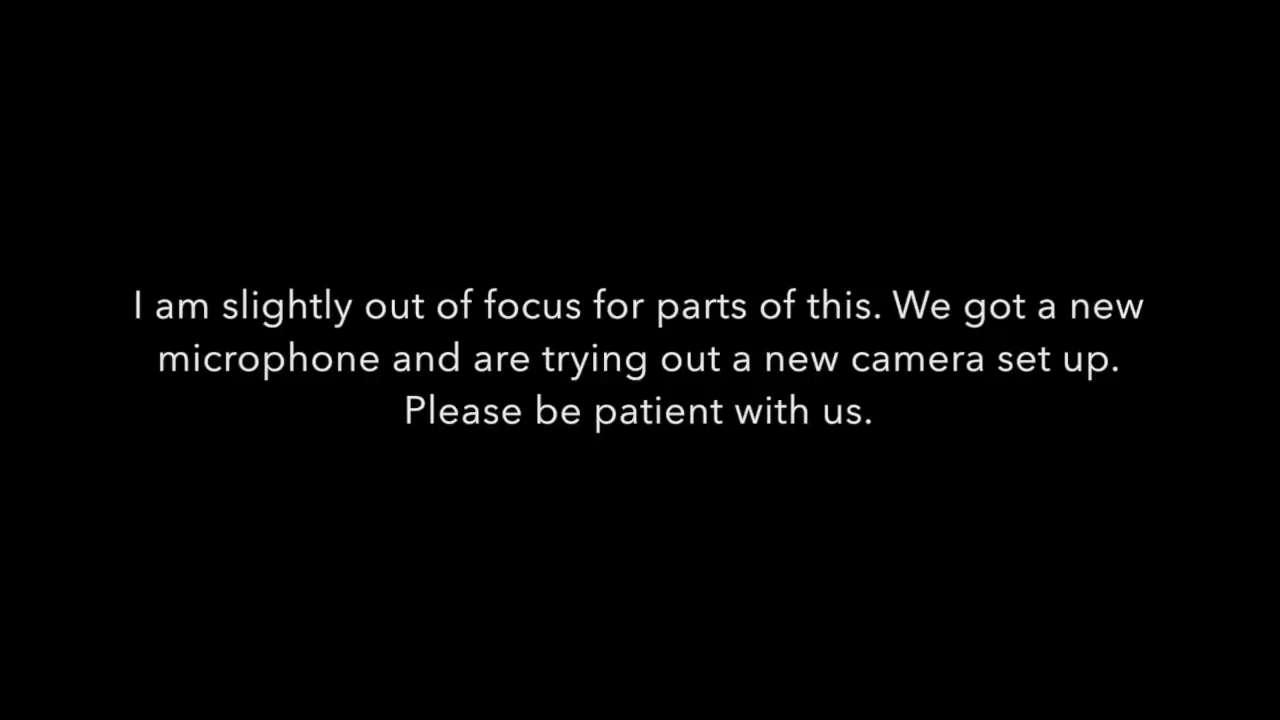 I am slightly out of focus for parts of this. We got a new
microphone and are trying out a new camera set up.
Please be patient with us.